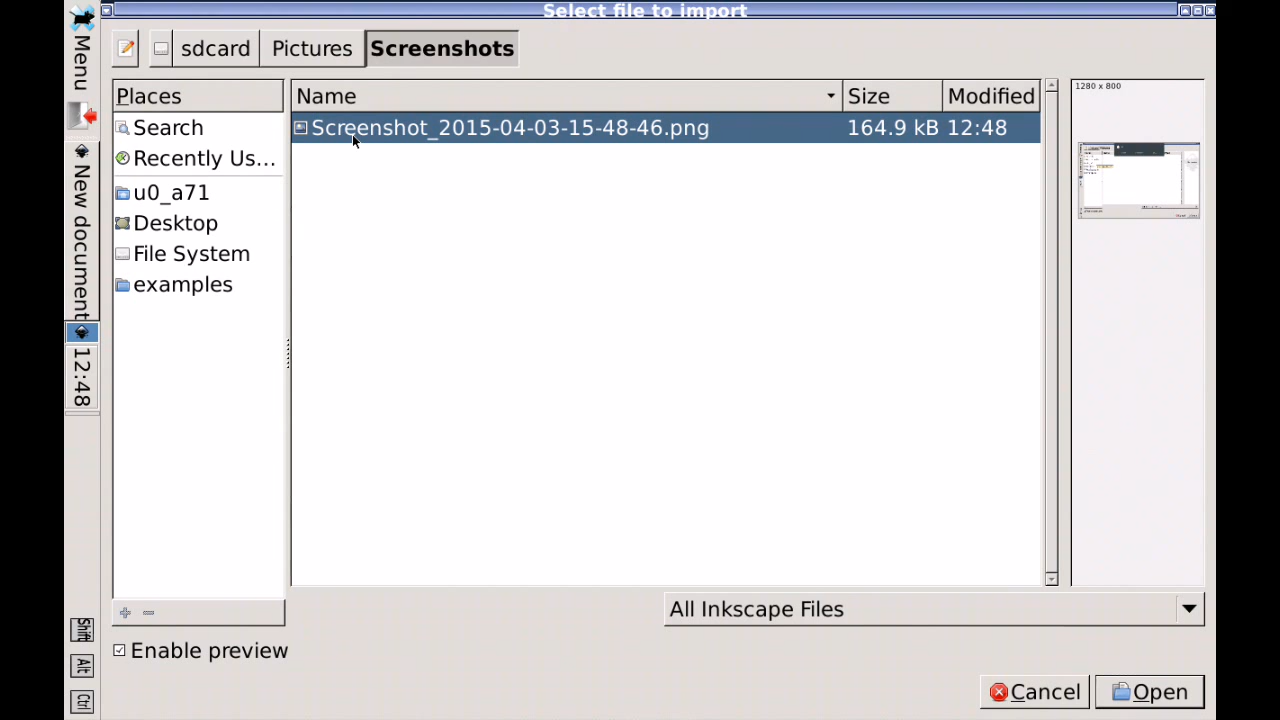 Select file to import
Menu
New document
12:48
Shift
Alt
Ctrl
sdcard Pictures Screenshots
Places
Search
Recently Us...
u0_a71
Desktop
File System
examples
Name Size Modified
Screenshot_2015-04-03-15-48-46.png 164.9 kB 12:48
1280 x 800
All Inkscape Files
Enable preview
Cancel Open